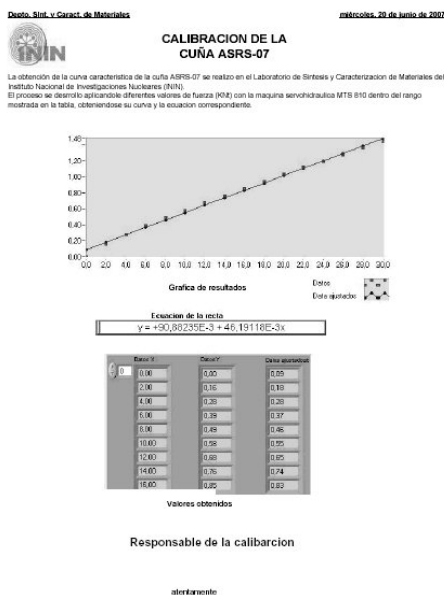 Depto. Sint. y Caract. de Materiales
miércoles, 20 de junio de 2007
ININ
CALIBRACION DE LA
CUÑA ASRS-07
La obtención de la curva caracteristica de la cuña ASRS-07 se realizo en el Laboratorio de Sintesis y Caracterizacion de Materiales del
Instituto Nacional de Investigaciones Nucleares (ININ).
El proceso se desrrollo aplicandole diferentes valores de fuerza (KNt) con la maquina servohidraulica MTS 810 dentro del rango
mostrada en la tabla, obteniendose su curva y la ecuacion correspondiente.
1,40
1,20
1,00
0,80
0,60
0,40
0,20
0,00
0,0 2,0 4,0 6,0 8,0 10,0 12,0 14,0 16,0 18,0 20,0 22,0 24,0 26,0 28,0 30,0
Grafica de resultados
Datos
Data ajustados
Ecuacion de la recta
y = +90,88235E-3 + 46,19118E-3x
Datos X Datos Y Datos ajustados
0
0,00 0,00 0,09
2,00 0,16 0,18
4,00 0,28 0,28
6,00 0,39 0,37
8,00 0,49 0,46
10,00 0,58 0,55
12,00 0,68 0,65
14,00 0,76 0,74
16,00 0,85 0,83
Valores obtenidos
Responsable de la calibarcion
atentamente